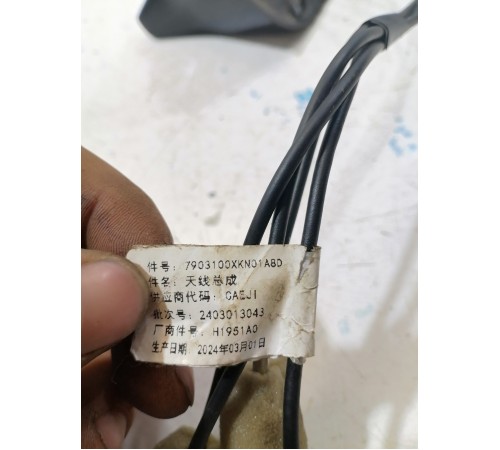 件号：7903100XKN01A8D
件名：天线总成
供应商代码：GAEJI
批次号：2403013043
厂商件号：H1951A0
生产日期：2024年03月01日